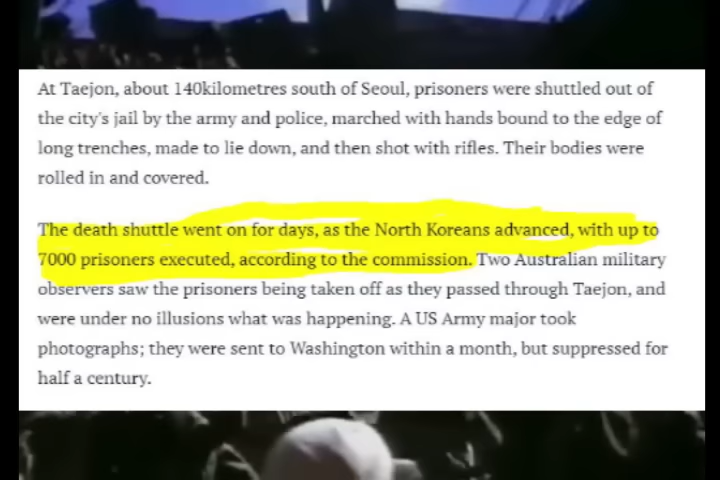 At Taejon, about 140kilometres south of Seoul, prisoners were shuttled out of
the city's jail by the army and police, marched with hands bound to the edge of
long trenches, made to lie down, and then shot with rifles. Their bodies were
rolled in and covered.
The death shuttle went on for days, as the North Koreans advanced, with up to
7000 prisoners executed, according to the commission. Two Australian military
observers saw the prisoners being taken off as they passed through Taejon, and
were under no illusions what was happening. A US Army major took
photographs; they were sent to Washington within a month, but suppressed for
half a century.